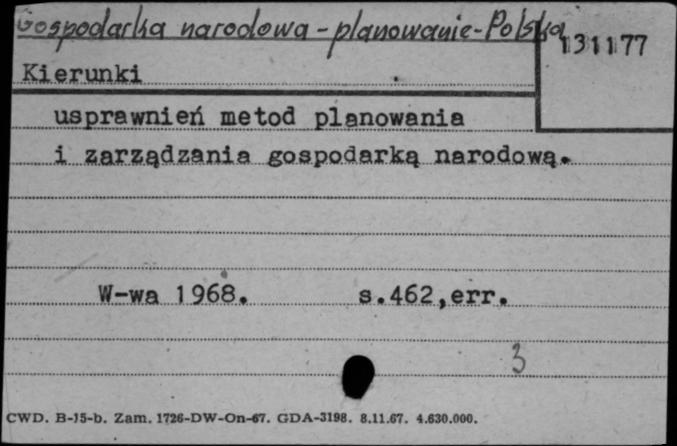 Gospodarka narodowa - planowanie - Polska
131177
Kierunki
usprawnień metod planowania
i zarządzania gospodarką narodową.
W-wa 1968. s.462,err.
3
CWD. B-15-b. Zam. 1726-DW-On-67. GDA-3198. 8.11.67. 4.630.000.